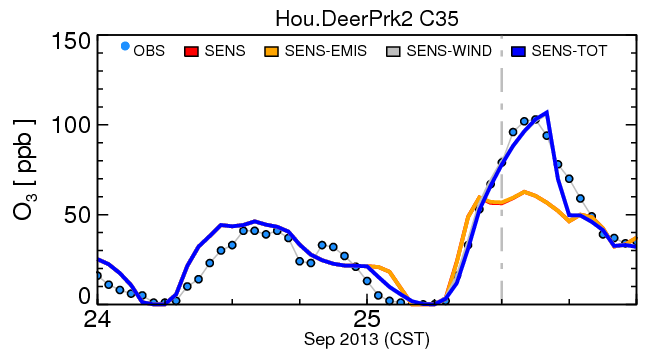 Hou.DeerPrk2 C35
150
OBS SENS SENS-EMIS SENS-WIND SENS-TOT
100
O3 [ ppb ]
50
0
24 25
Sep 2013 (CST)